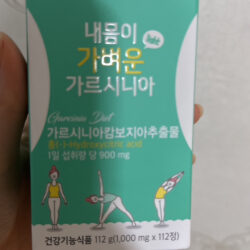 내몸이
가벼운
가르시니아
Garcinia Diet
가르시니아캄보지아추출물
총(-)-Hydroxycitric acid
1일 섭취량 당 900 mg
건강기능식품 112 g(1,000 mg x 112정)